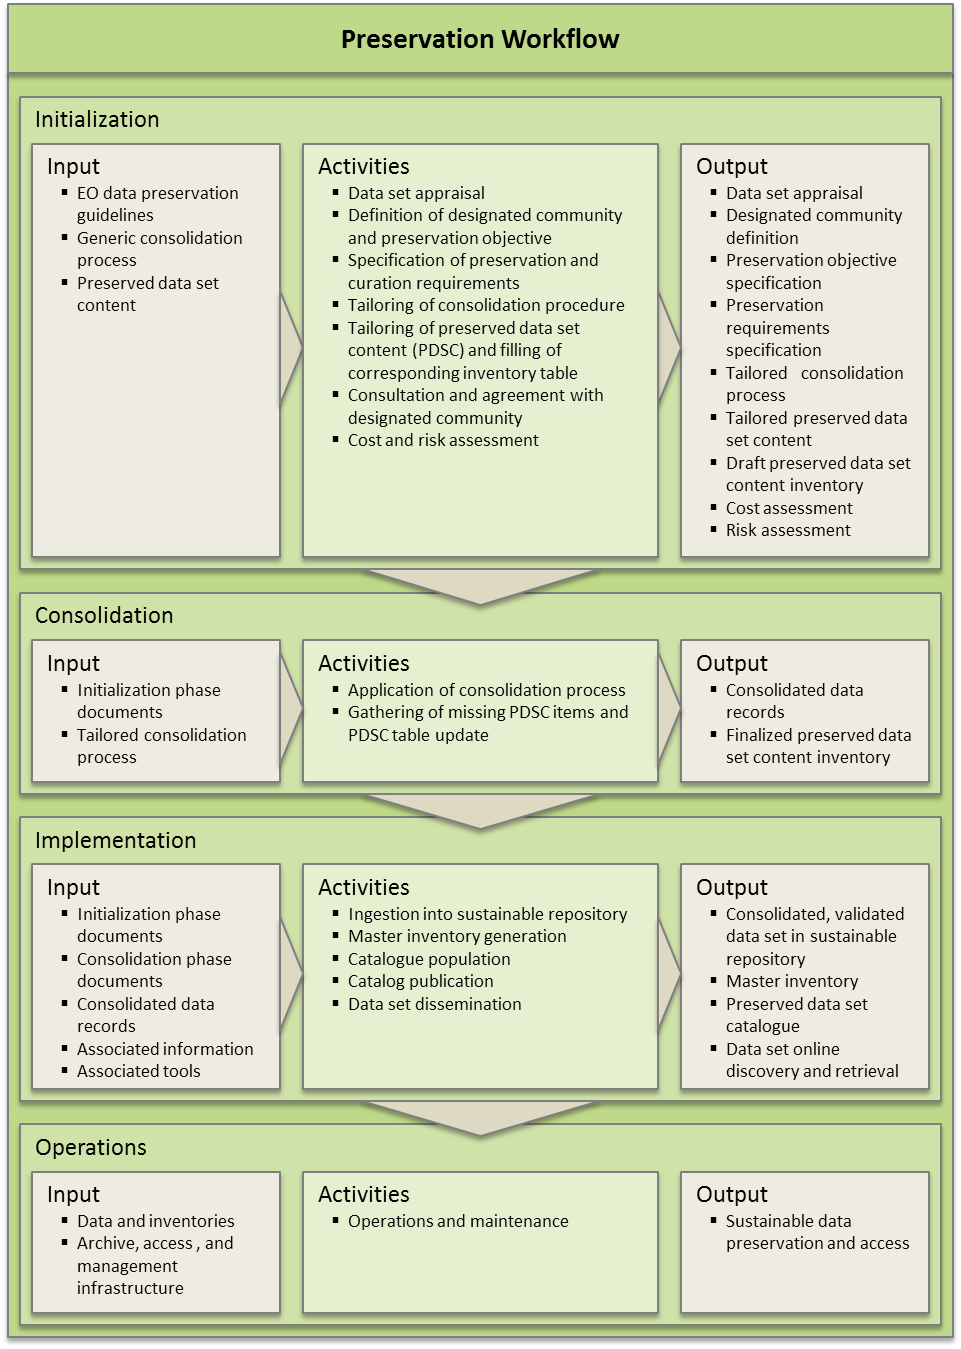 Preservation Workflow
Initialization
Input
▪ EO data preservation
guidelines
▪ Generic consolidation
process
▪ Preserved data set
content
Activities
▪ Data set appraisal
▪ Definition of designated community
and preservation objective
▪ Specification of preservation and
curation requirements
▪ Tailoring of consolidation procedure
▪ Tailoring of preserved data set
content (PDSC) and filling of
corresponding inventory table
▪ Consultation and agreement with
designated community
▪ Cost and risk assessment
Output
▪ Data set appraisal
▪ Designated community
definition
▪ Preservation objective
specification
▪ Preservation
requirements
specification
▪ Tailored consolidation
process
▪ Tailored preserved data
set content
▪ Draft preserved data set
content inventory
▪ Cost assessment
▪ Risk assessment
Consolidation
Input
▪ Initialization phase
documents
▪ Tailored consolidation
process
Activities
▪ Application of consolidation process
▪ Gathering of missing PDSC items and
PDSC table update
Output
▪ Consolidated data
records
▪ Finalized preserved data
set content inventory
Implementation
Input
▪ Initialization phase
documents
▪ Consolidation phase
documents
▪ Consolidated data
records
▪ Associated information
▪ Associated tools
Activities
▪ Ingestion into sustainable repository
▪ Master inventory generation
▪ Catalogue population
▪ Catalog publication
▪ Data set dissemination
Output
▪ Consolidated, validated
data set in sustainable
repository
▪ Master inventory
▪ Preserved data set
catalogue
▪ Data set online
discovery and retrieval
Operations
Input
▪ Data and inventories
▪ Archive, access , and
management
infrastructure
Activities
▪ Operations and maintenance
Output
▪ Sustainable data
preservation and access